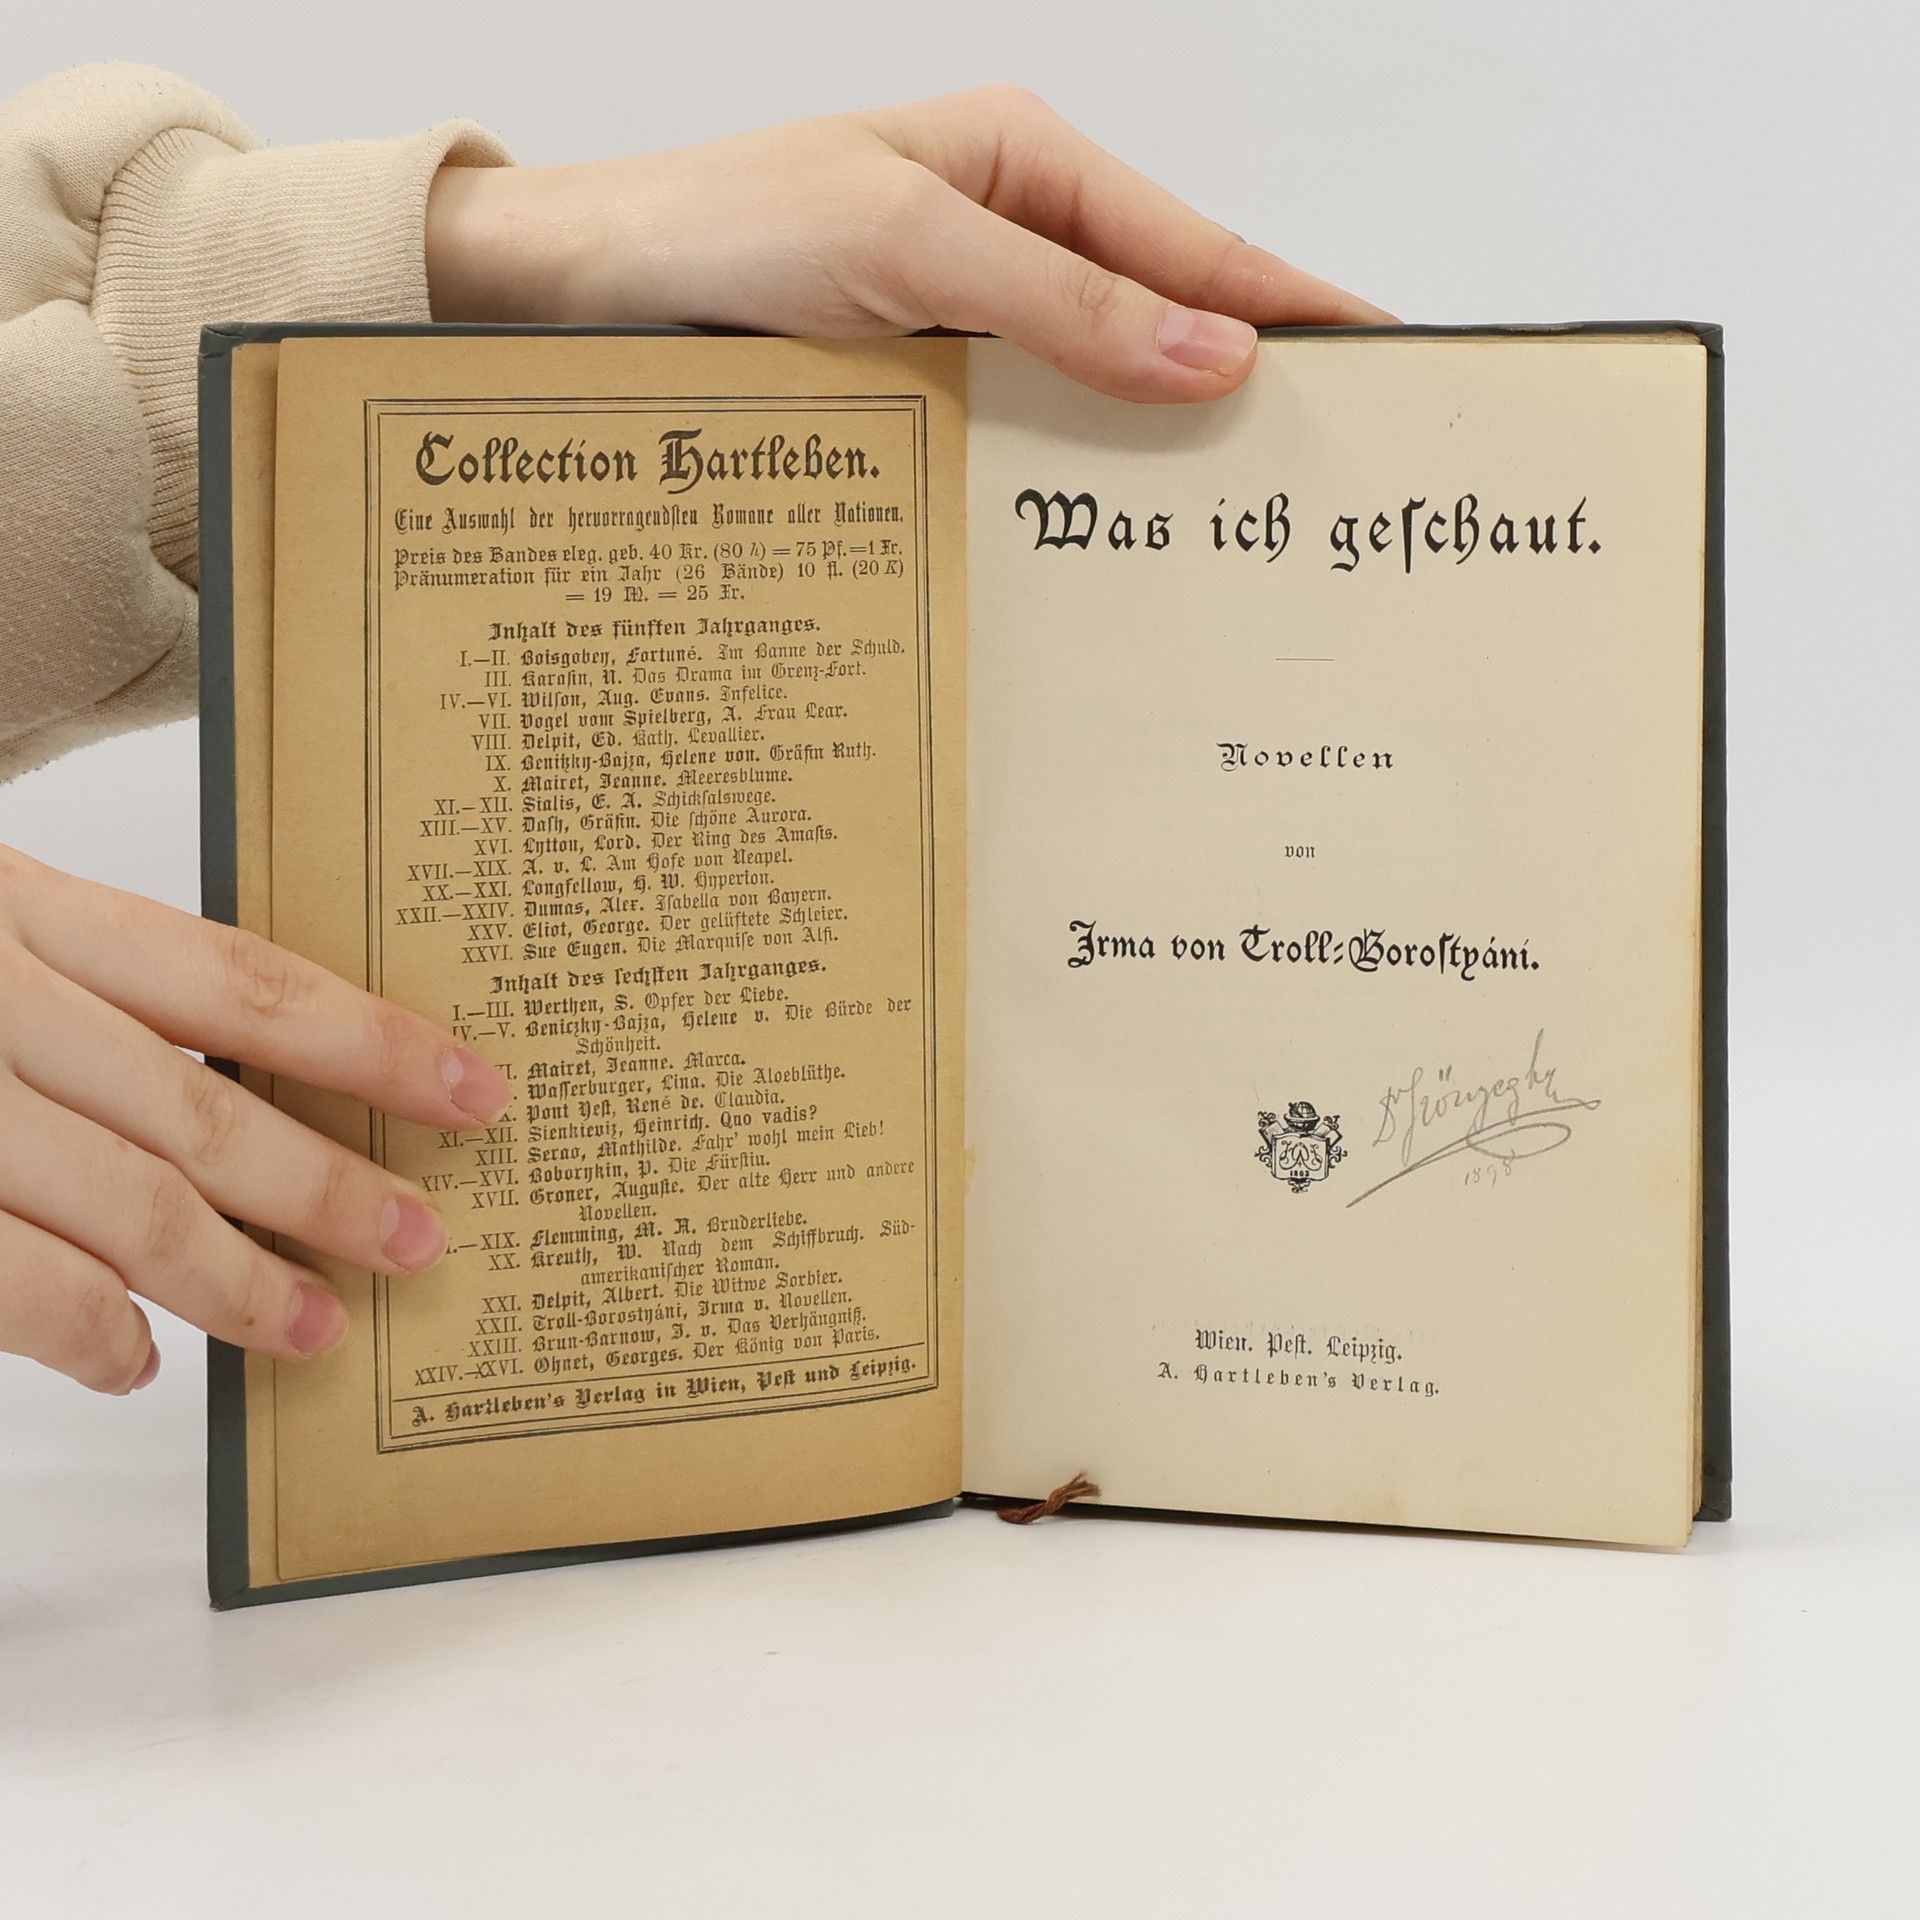 Collection Hartleben.
Eine Auswahl der hervorragendsten Romane aller Nationen.
Preis des Bandes eleg. geb. 40 Kr. (80 h) = 75 Pf. = 1 Fr.
Pränumeration für ein Jahr (26 Bände) 10 fl. (20 K)
= 19 M. = 25 Fr.
Inhalt des fünften Jahrganges.
I.—II. Boisgobey, Fortuné. Im Banne der Schuld.
III. Karasin, N. Das Drama im Grenz-Fort.
IV.—VI. Wilson, Aug. Evans. Infelice.
VII. Vogel vom Spielberg, A. Frau Lear.
VIII. Delpit, Ed. Kath. Levallier.
IX. Benitzky-Bajza, Helene von. Gräfin Ruth.
X. Mairet, Jeanne. Meeresblume.
XI.—XII. Sialis, E. A. Schicksalswege.
XIII.—XV. Dash, Gräfin. Die schöne Aurora.
XVI. Lytton, Lord. Der Ring des Amasis.
XVII.—XIX. A. v. L. Am Hofe von Neapel.
XX.—XXI. Longfellow, H. W. Hyperion.
XXII.—XXIV. Dumas, Alex. Isabella von Bayern.
XXV. Eliot, George. Der gelüftete Schleier.
XXVI. Sue Eugen. Die Marquise von Alfi.
Inhalt des sechsten Jahrganges.
I.—III. Werthen, S. Opfer der Liebe.
IV.—V. Beniczky-Bajza, Helene v. Die Bürde der
Schönheit.
Mairet, Jeanne. Marca.
Wasserburger, Lina. Die Aloeblüthe.
Pont Jest, René de. Claudia.
XI.—XII. Sienkieviz, Heinrich. Quo vadis?
XIII. Serao, Mathilde. Fahr' wohl mein Lieb!
XIV.—XVI. Boborykin, P. Die Fürstin.
XVII. Groner, Auguste. Der alte Herr und andere
Novellen.
—XIX. Flemming, M. A. Bruderliebe.
XX. Kreuth, W. Nach dem Schiffbruch. Süd-
amerikanischer Roman.
XXI. Delpit, Albert. Die Witwe Sorbier.
XXII. Troll-Borostyáni, Irma v. Novellen.
XXIII. Brun-Barnow, J. v. Das Verhängniß.
XXIV.—XXVI. Ohnet, Georges. Der König von Paris.
A. Hartleben's Verlag in Wien, Pest und Leipzig.
Was ich geschaut.
Novellen
von
Irma von Troll-Borostyáni.
1898
1803
Wien. Pest. Leipzig.
A. Hartleben's Verlag.